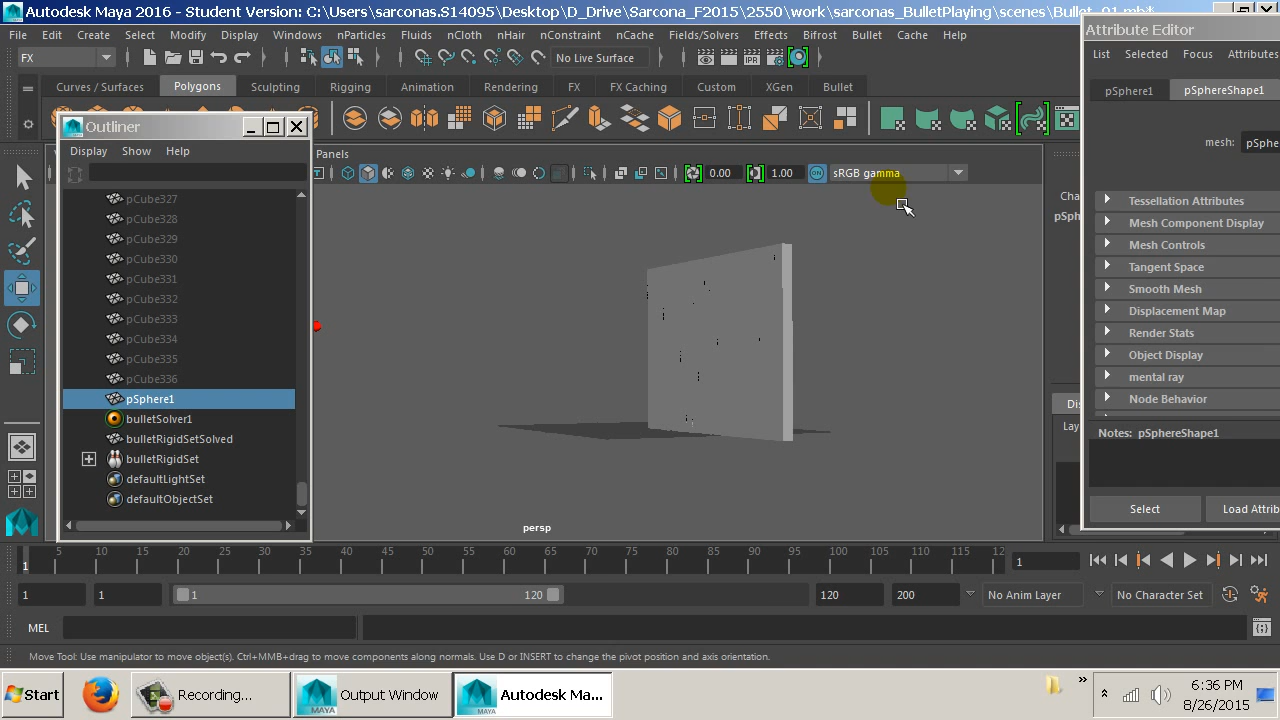 Autodesk Maya 2016 - Student Version: C:\Users\sarconas.S14095\Desktop\D_Drive\Sarcona_F2015\2550\work\sarconas_BulletPlaying\scenes\Bullet_01.mb*
File Edit Create Select Modify Display Windows nParticles Fluids nCloth nHair nConstraint nCache Fields/Solvers Effects Bifrost Bullet Cache Help
FX
No Live Surface
Curves / Surfaces Polygons Sculpting Rigging Animation Rendering FX FX Caching Custom XGen Bullet
Outliner
Display Show Help
pCube327
pCube328
pCube329
pCube330
pCube331
pCube332
pCube333
pCube334
pCube335
pCube336
pSphere1
bulletSolver1
bulletRigidSetSolved
bulletRigidSet
defaultLightSet
defaultObjectSet
Panels
0.00 1.00 ON sRGB gamma
persp
Cha
pSph
Dis
Lay
Attribute Editor
List Selected Focus Attributes
pSphere1 pSphereShape1
mesh: pSphe
Tessellation Attributes
Mesh Component Display
Mesh Controls
Tangent Space
Smooth Mesh
Displacement Map
Render Stats
Object Display
mental ray
Node Behavior
Notes: pSphereShape1
Select Load Attrib
1 5 10 15 20 25 30 35 40 45 50 55 60 65 70 75 80 85 90 95 100 105 110 115 12 1
1 1 1 120 120 200 No Anim Layer No Character Set
MEL
Move Tool: Use manipulator to move object(s). Ctrl+MMB+drag to move components along normals. Use D or INSERT to change the pivot position and axis orientation.
Start Recording... Output Window Autodesk Ma... 6:36 PM
8/26/2015